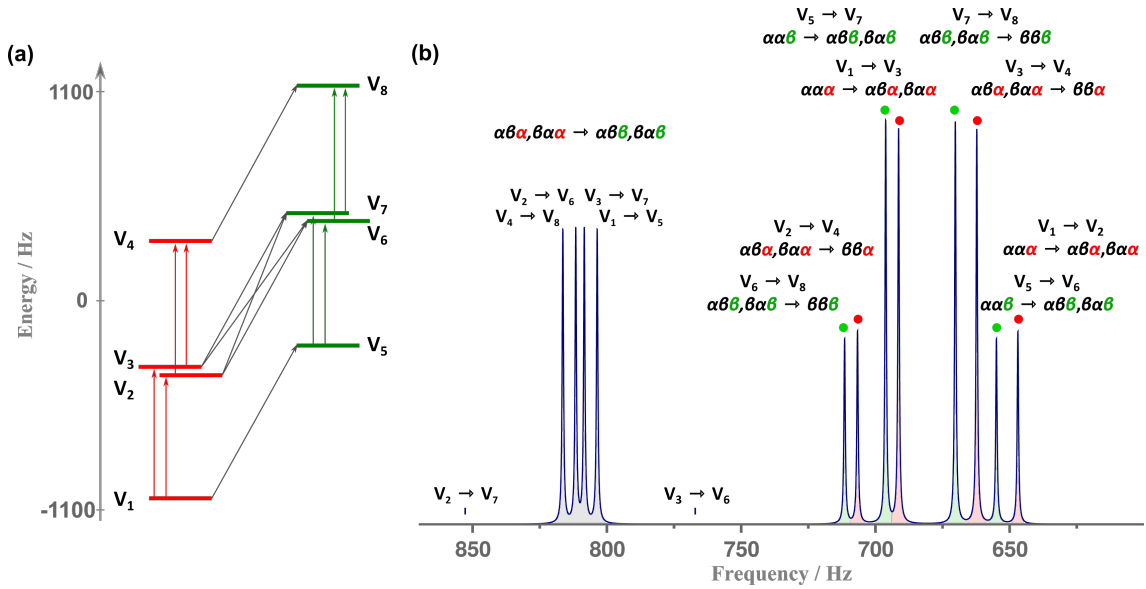 (a)
Energy / Hz
1100
0
-1100
V₈
V₇
V₆
V₄
V₅
V₃
V₂
V₁
(b)
V₅ → V₇
ααβ → αββ,βαβ
V₇ → V₈
αββ,βαβ → βββ
V₁ → V₃
ααα → αβα,βαα
V₃ → V₄
αβα,βαα → ββα
αβα,βαα → αββ,βαβ
V₂ → V₆ V₃ → V₇
V₄ → V₈ V₁ → V₅
V₂ → V₄
αβα,βαα → ββα
V₆ → V₈
αββ,βαβ → βββ
V₁ → V₂
ααα → αβα,βαα
V₅ → V₆
ααβ → αββ,βαβ
V₂ → V₇
V₃ → V₆
850 800 750 700 650
Frequency / Hz